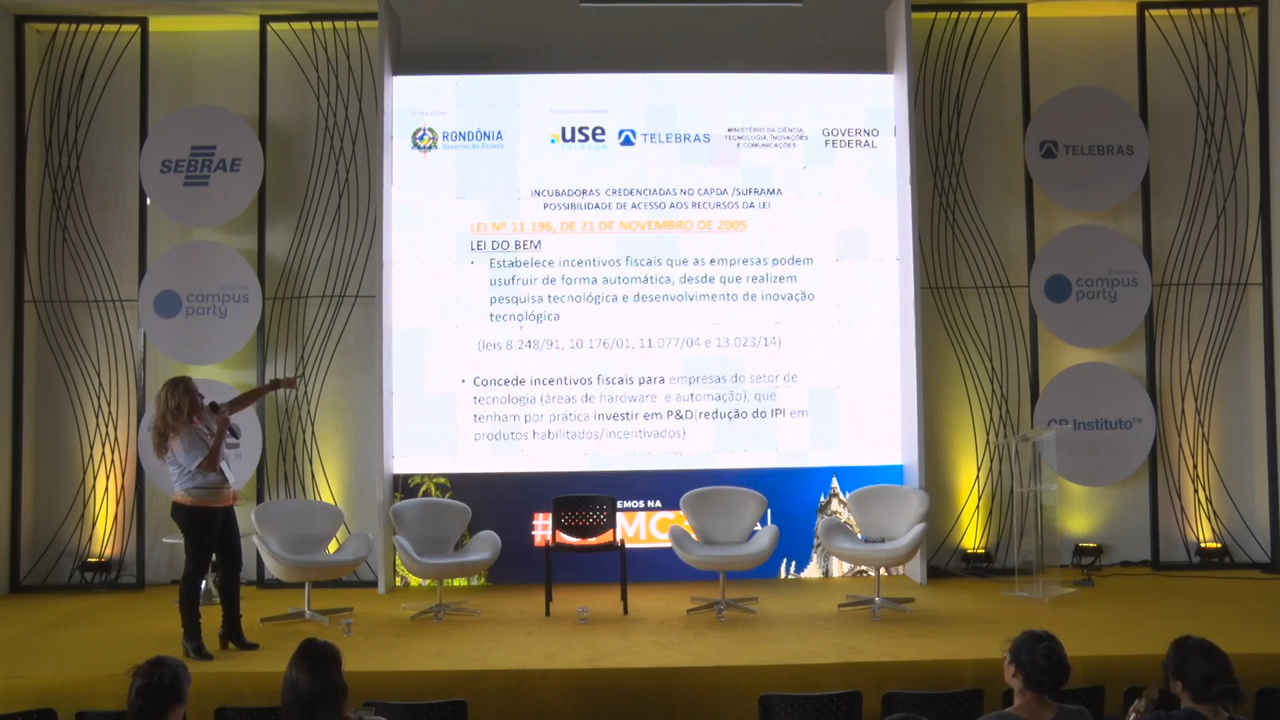 RONDÔNIA
Governo do Estado
use
TELECOM
TELEBRAS
MINISTÉRIO DA CIÊNCIA,
TECNOLOGIA, INOVAÇÕES
E COMUNICAÇÕES
GOVERNO
FEDERAL
INCUBADORAS CREDENCIADAS NO CAPDA /SUFRAMA
POSSIBILIDADE DE ACESSO AOS RECURSOS DA LEI
LEI Nº 11.196, DE 21 DE NOVEMBRO DE 2005
LEI DO BEM
• Estabelece incentivos fiscais que as empresas podem
usufruir de forma automática, desde que realizem
pesquisa tecnológica e desenvolvimento de inovação
tecnológica.
(leis 8.248/91, 10.176/01, 11.077/04 e 13.023/14)
• Concede incentivos fiscais para empresas do setor de
tecnologia (áreas de hardware e automação), que
tenham por prática investir em P&D(redução do IPI em
produtos habilitados/incentivados)
SEBRAE
campus
party
TELEBRAS
campus
party
CP Instituto™
EMOS NA